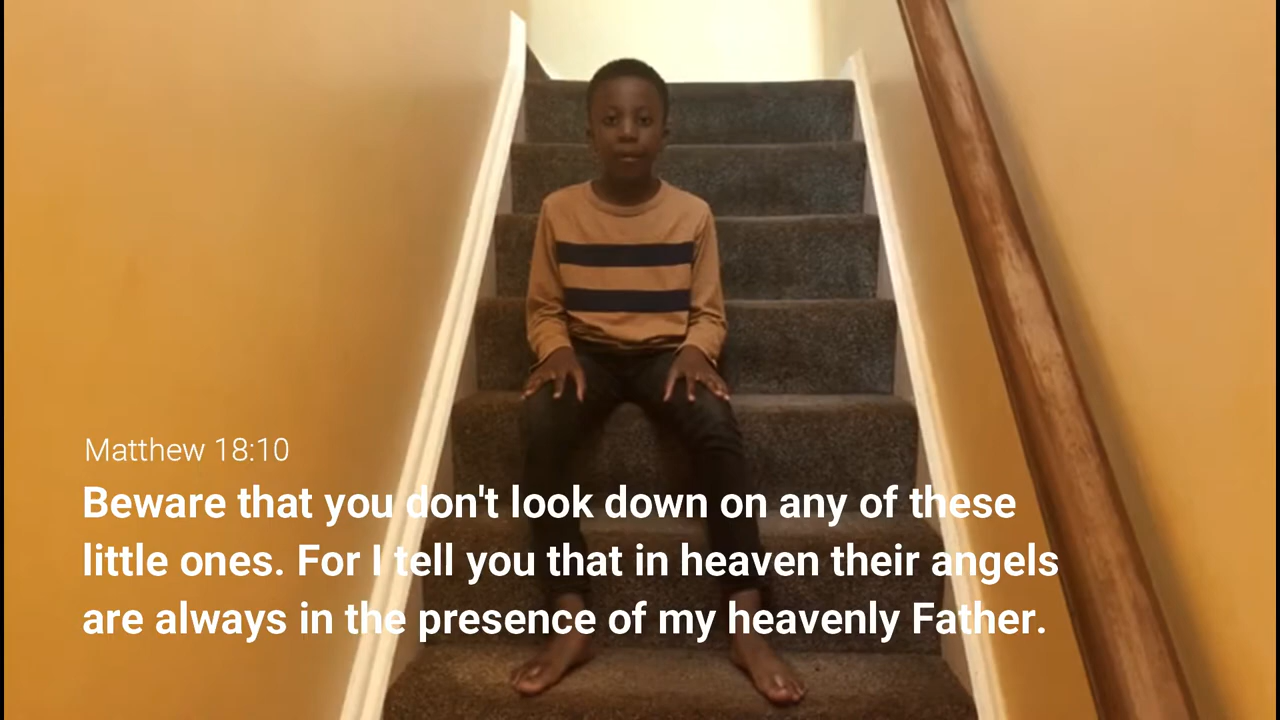 Matthew 18:10
Beware that you don't look down on any of these
little ones. For I tell you that in heaven their angels
are always in the presence of my heavenly Father.